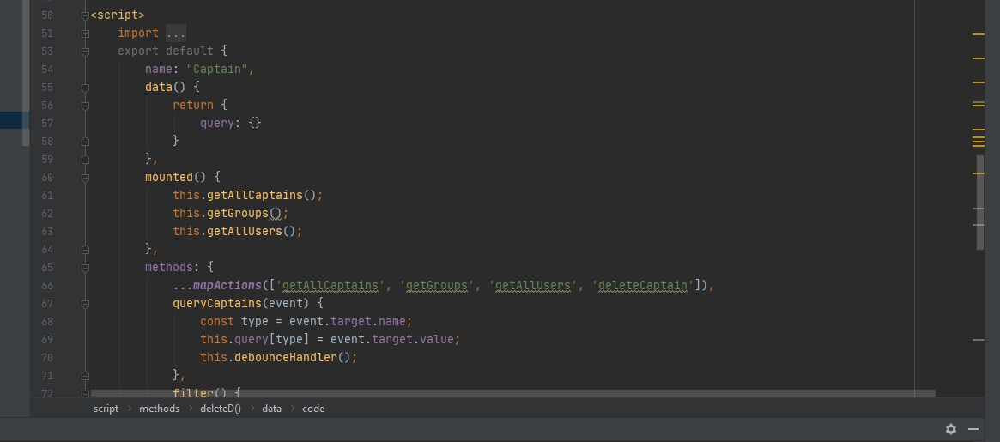 50 <script>
51 import ...
53 export default {
54 name: "Captain",
55 data() {
56 return {
57 query: {}
58 }
59 },
60 mounted() {
61 this.getAllCaptains();
62 this.getGroups();
63 this.getAllUsers();
64 },
65 methods: {
66 ...mapActions(['getAllCaptains', 'getGroups', 'getAllUsers', 'deleteCaptain']),
67 queryCaptains(event) {
68 const type = event.target.name;
69 this.query[type] = event.target.value;
70 this.debounceHandler();
71 },
72 filter() {
script > methods > deleteD() > data > code